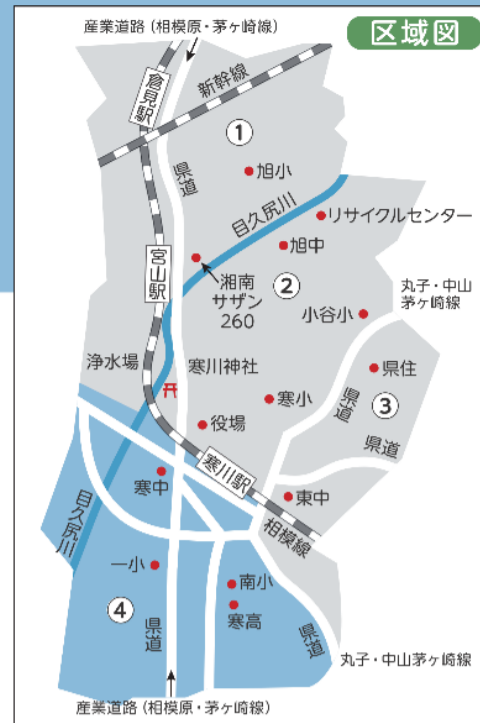 産業道路(相模原・茅ヶ崎線)
区域図
倉見駅
新幹線
①
県道
旭小
目久尻川
リサイクルセンター
旭中
宮山駅
湘南
サザン
260
②
丸子・中山
茅ヶ崎線
小谷小
浄水場
寒川神社
県住
県道
③
寒小
役場
県道
寒川駅
寒中
東中
相模線
目久尻川
一小
南小
④
寒高
県道
県道
丸子・中山茅ヶ崎線
産業道路(相模原・茅ヶ崎線)